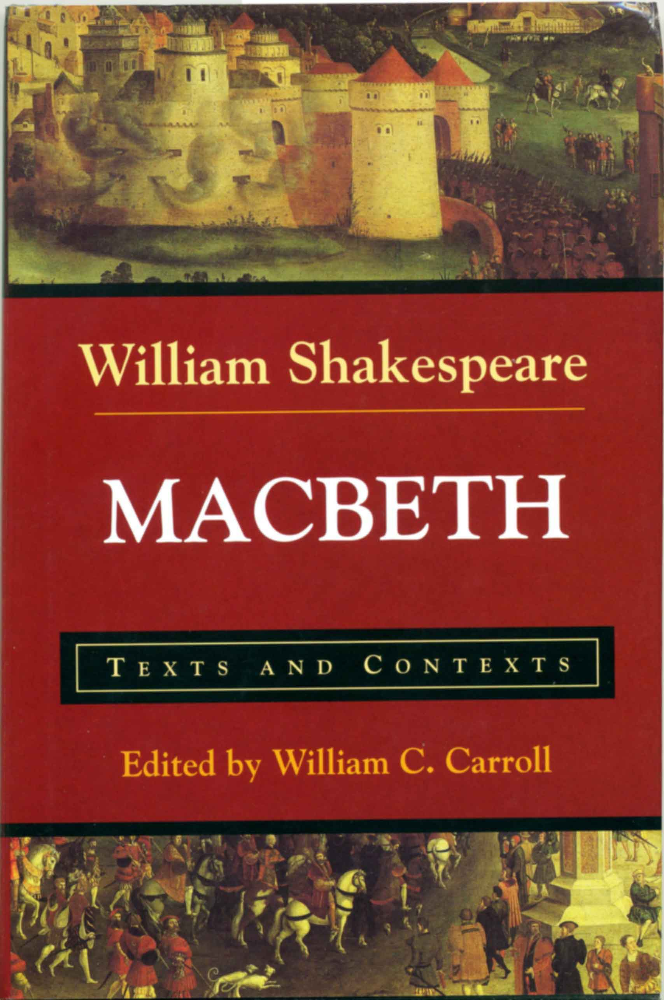 William Shakespeare
MACBETH
TEXTS AND CONTEXTS
Edited by William C. Carroll